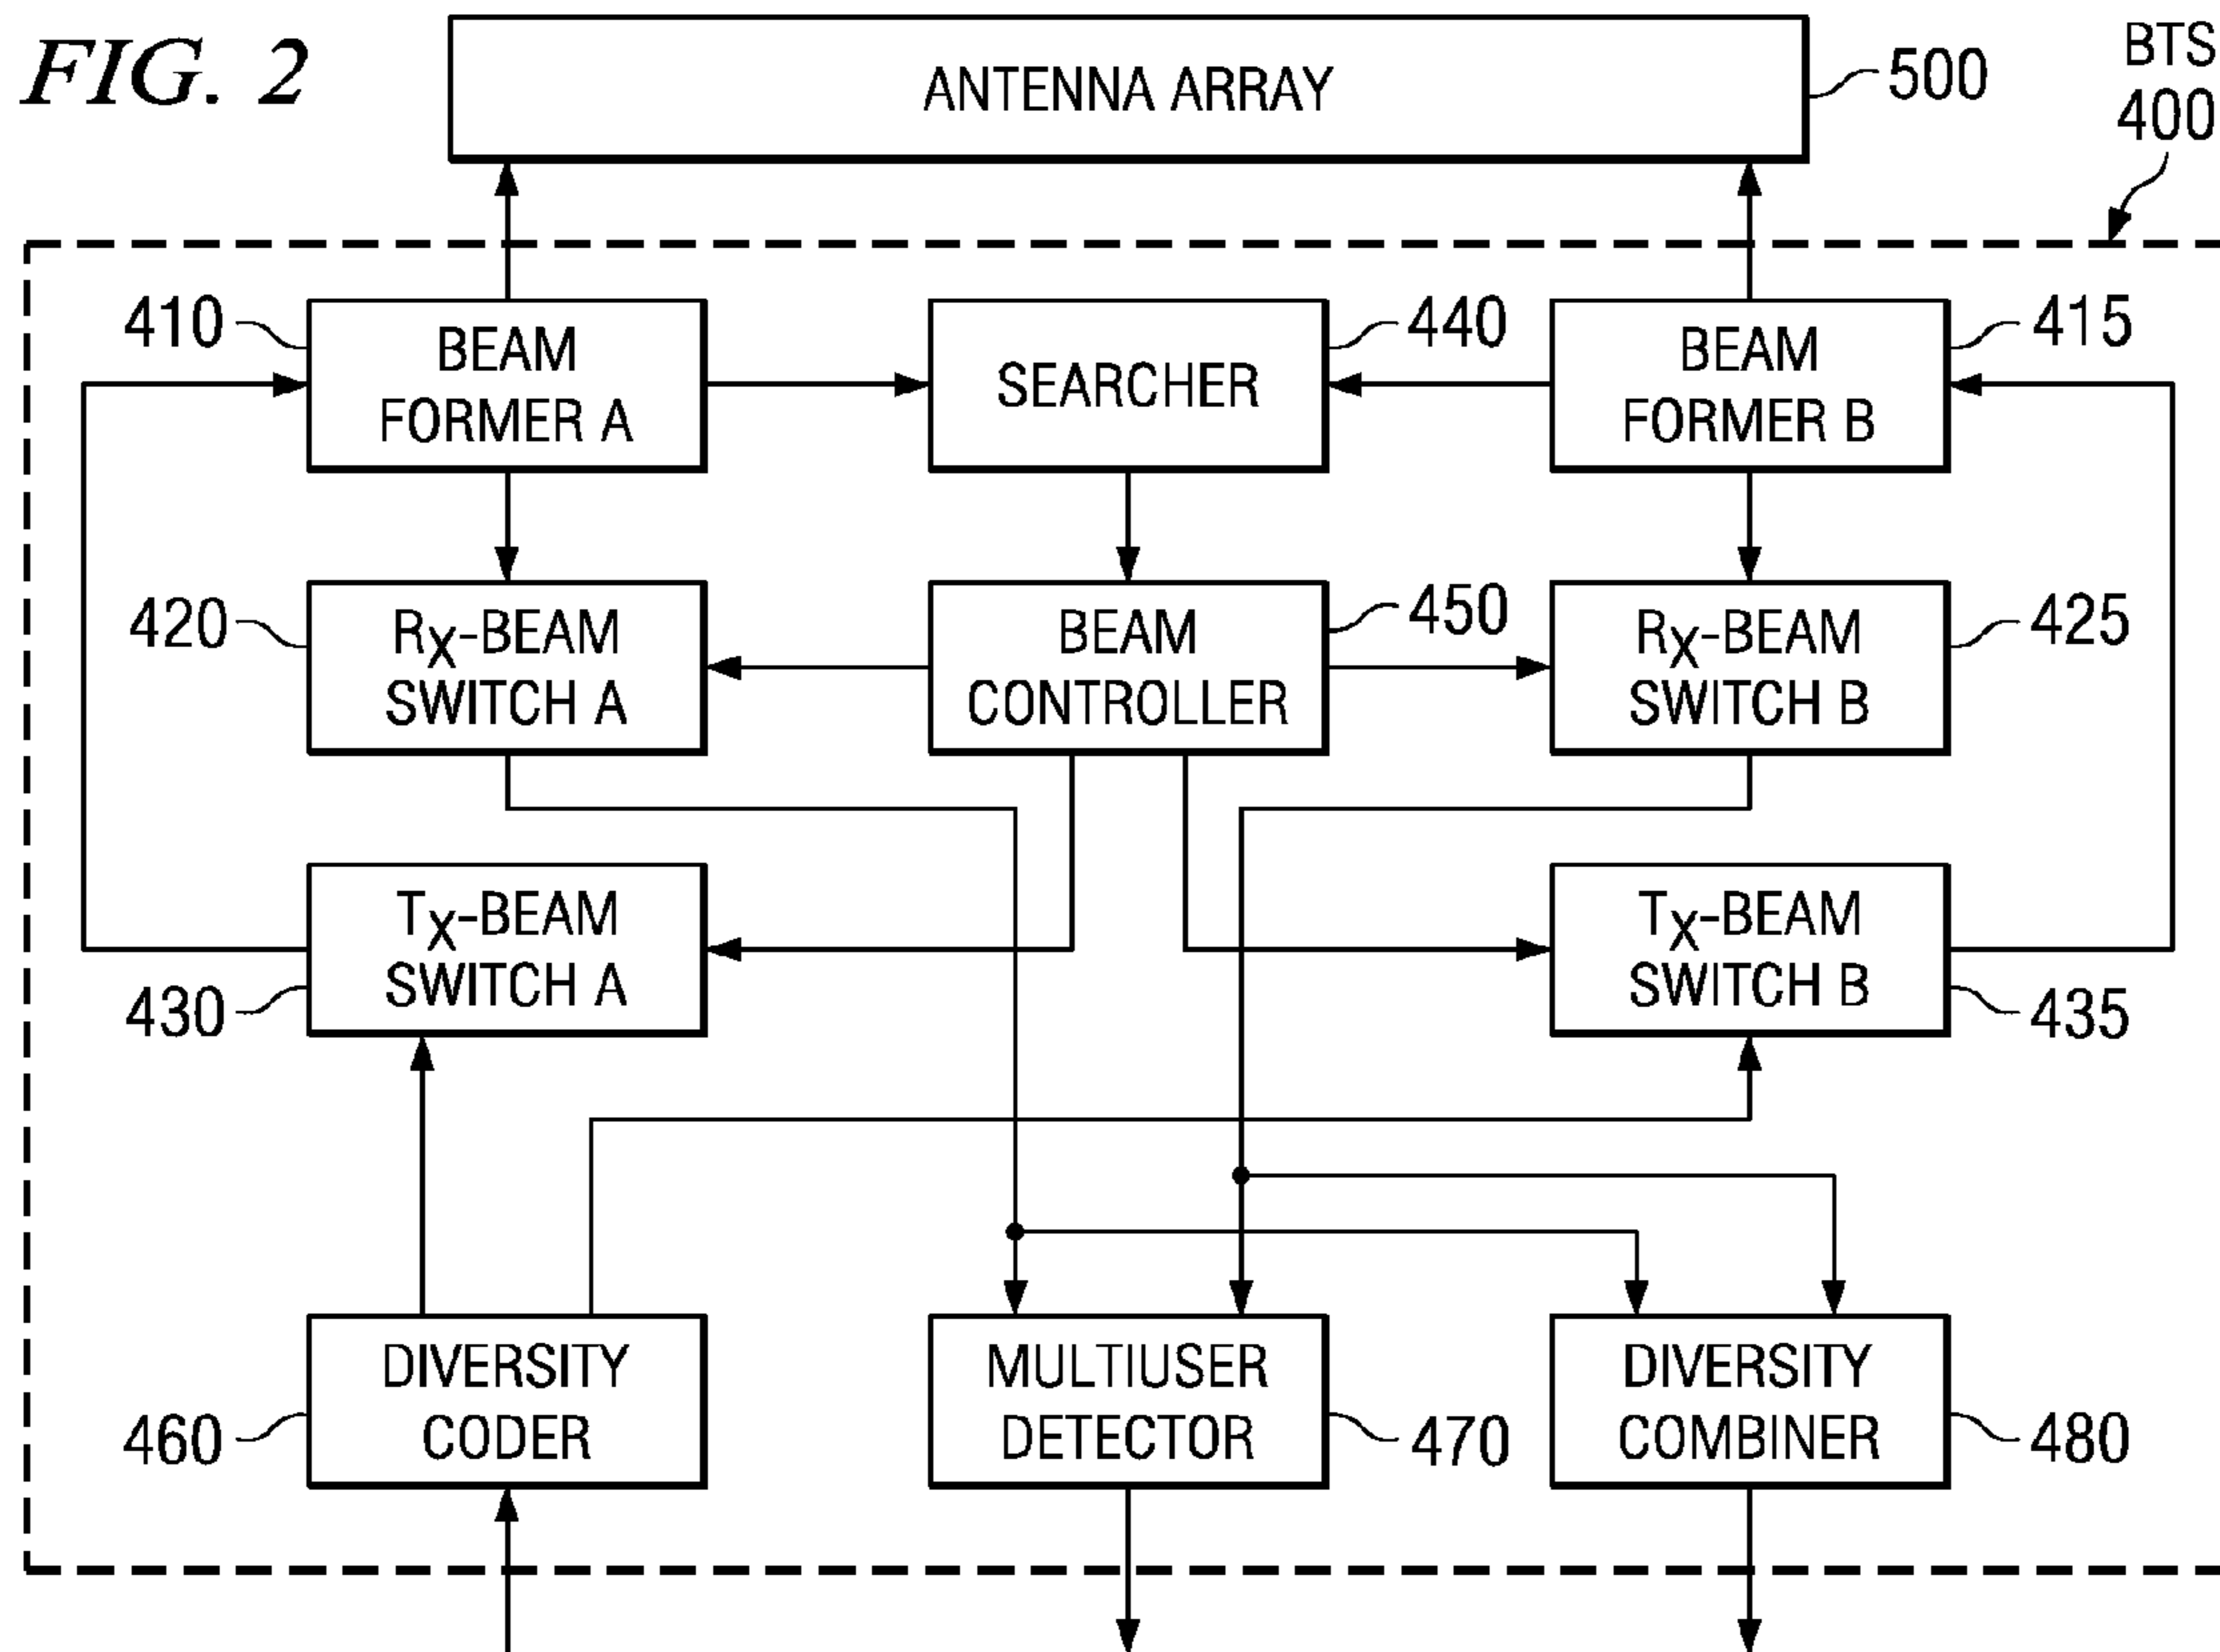 FIG. 2
ANTENNA ARRAY
500
BTS
400
410
BEAM
FORMER A
SEARCHER
440
BEAM
FORMER B
415
420
RX-BEAM
SWITCH A
BEAM
CONTROLLER
450
RX-BEAM
SWITCH B
425
TX-BEAM
SWITCH A
430
TX-BEAM
SWITCH B
435
DIVERSITY
CODER
460
MULTIUSER
DETECTOR
470
DIVERSITY
COMBINER
480